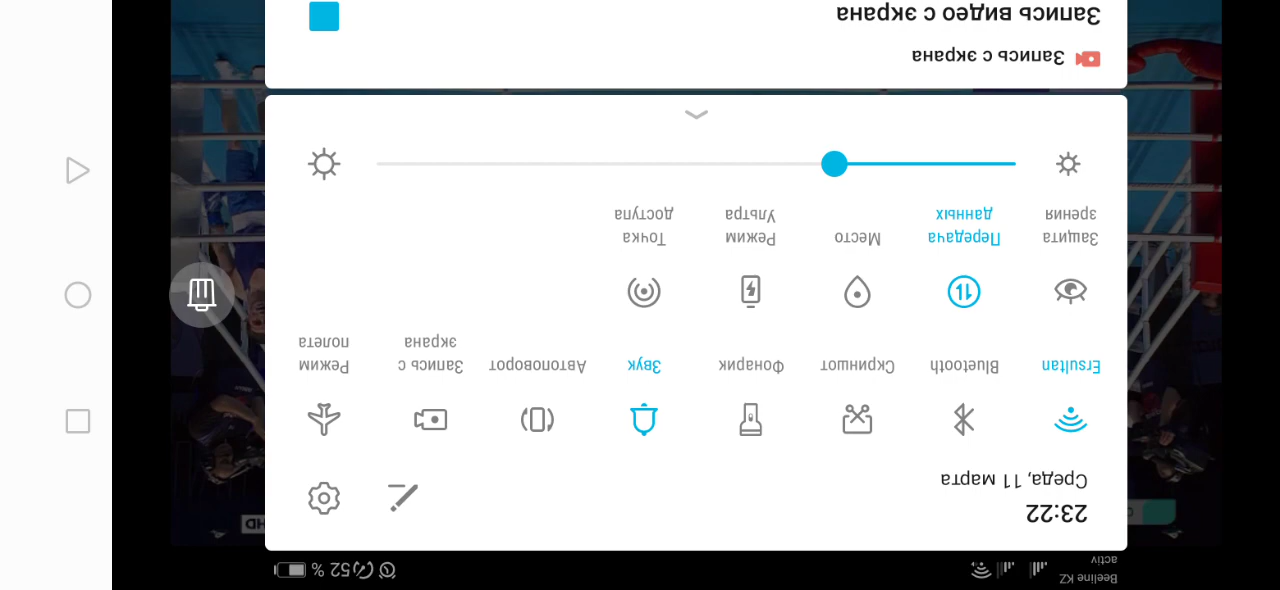 Beeline KZ
activ
52 %
23:22
Среда, 11 марта
Ersultan
Bluetooth
Скриншот
Фонарик
Звук
Автоповорот
Запись с
экрана
Режим
полета
Защита
зрения
Передача
данных
Место
Режим
Ультра
Точка
доступа
Запись с экрана
Запись видео с экрана
HD